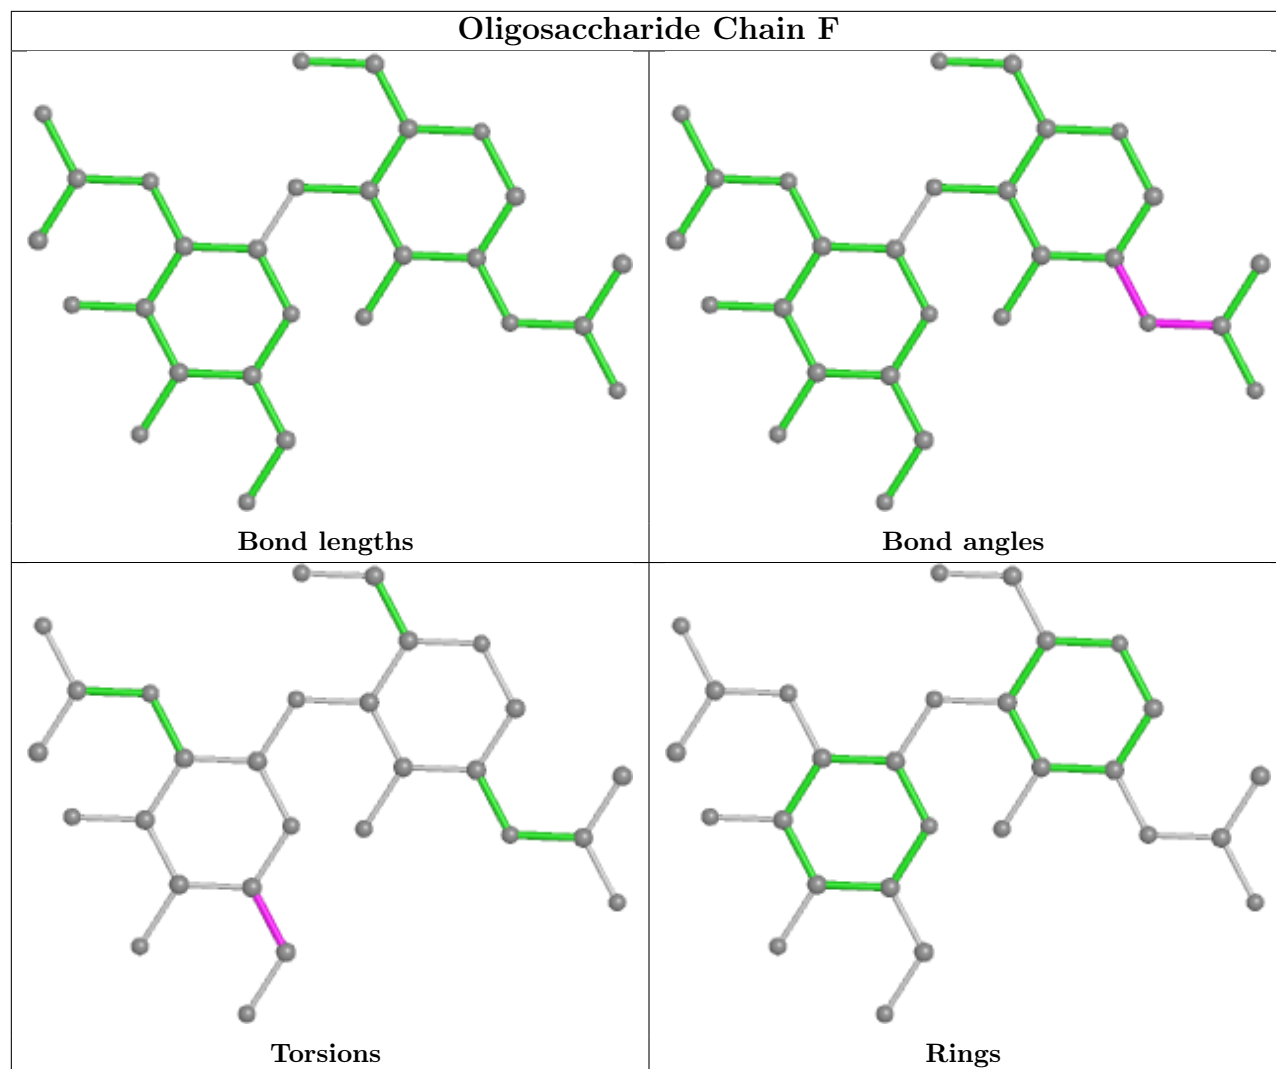 Oligosaccharide Chain F
Bond lengths
Bond angles
Torsions
Rings